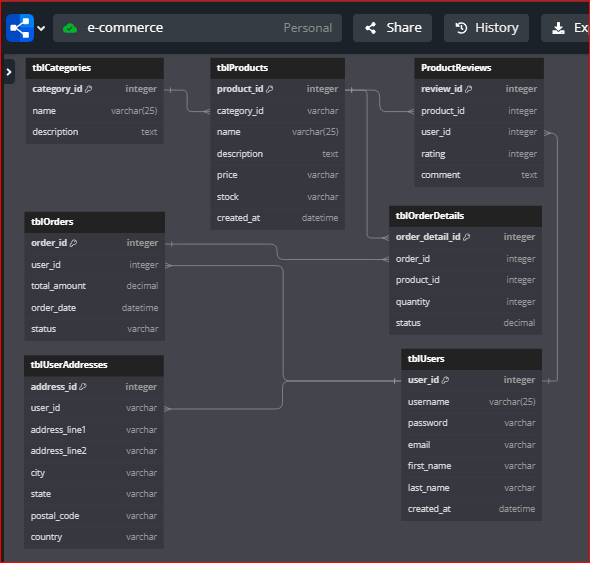 e-commerce
Personal
Share
History
tblCategories
category_id integer
name varchar(25)
description text
tblProducts
product_id integer
category_id varchar
name varchar(25)
description text
price varchar
stock varchar
created_at datetime
ProductReviews
review_id integer
product_id integer
user_id integer
rating integer
comment text
tblOrders
order_id integer
user_id integer
total_amount decimal
order_date datetime
status varchar
tblOrderDetails
order_detail_id integer
order_id integer
product_id integer
quantity integer
status decimal
tblUserAddresses
address_id integer
user_id varchar
address_line1 varchar
address_line2 varchar
city varchar
state varchar
postal_code varchar
country varchar
tblUsers
user_id integer
username varchar(25)
password varchar
email varchar
first_name varchar
last_name varchar
created_at datetime